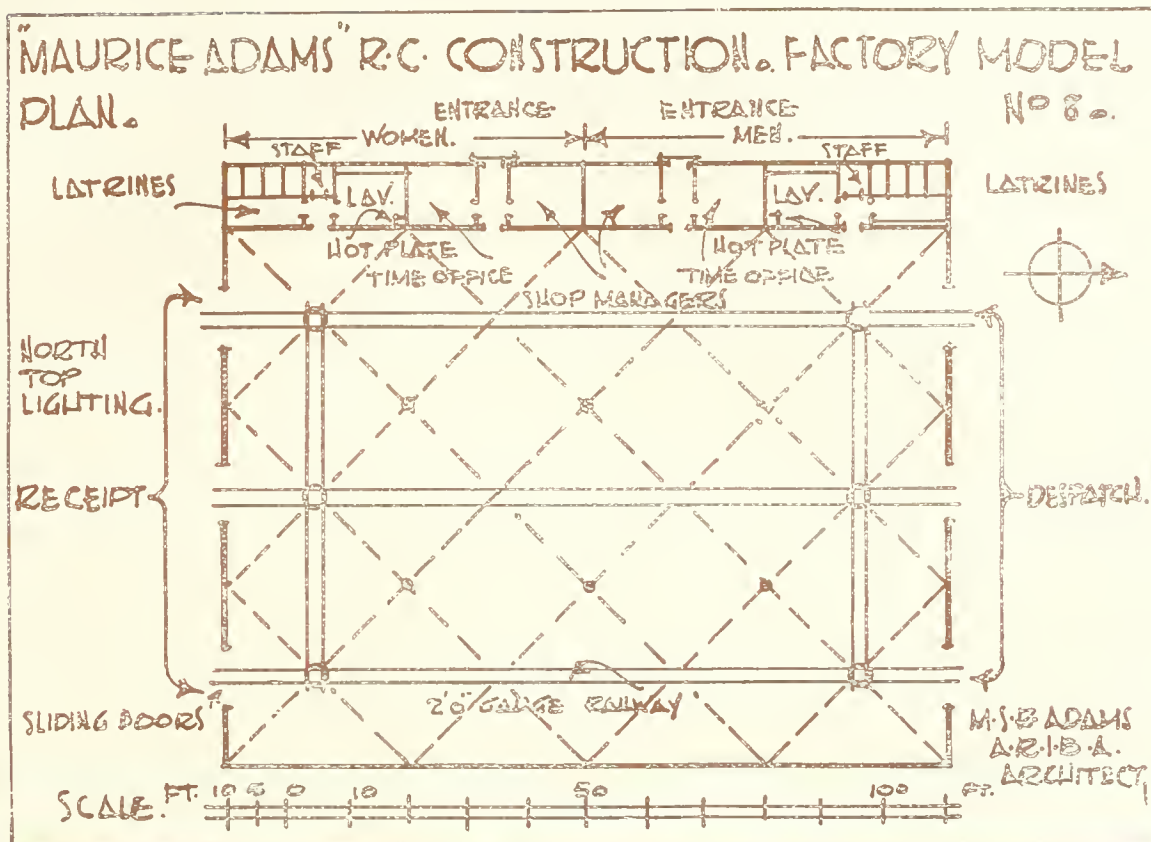 "MAURICE ADAMS" R·C· CONSTRUCTION. FACTORY MODEL
PLAN. Nº 6.
ENTRANCE ENTRANCE
WOMEN. MEN.
STAFF STAFF
LATRINES LAV. LAV. LATRINES
HOT PLATE HOT PLATE
TIME OFFICE TIME OFFICE
SHOP MANAGERS
NORTH
TOP
LIGHTING.
RECEIPT DESPATCH.
SLIDING DOORS 2'0" GAUGE RAILWAY
M·S·B ADAMS
A·R·I·B·A.
ARCHITECT
SCALE. FT. 10 5 0 10 50 100 FT.